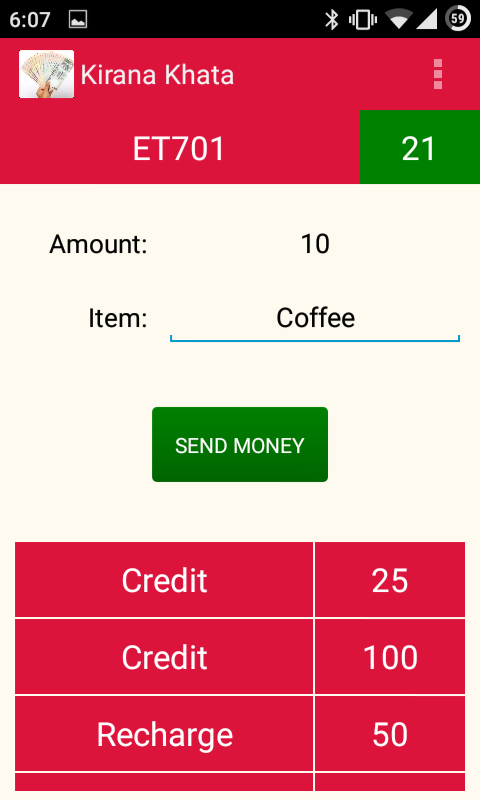 6:07 59
Kirana Khata
ET701 21
Amount: 10
Item: Coffee
SEND MONEY
Credit 25
Credit 100
Recharge 50